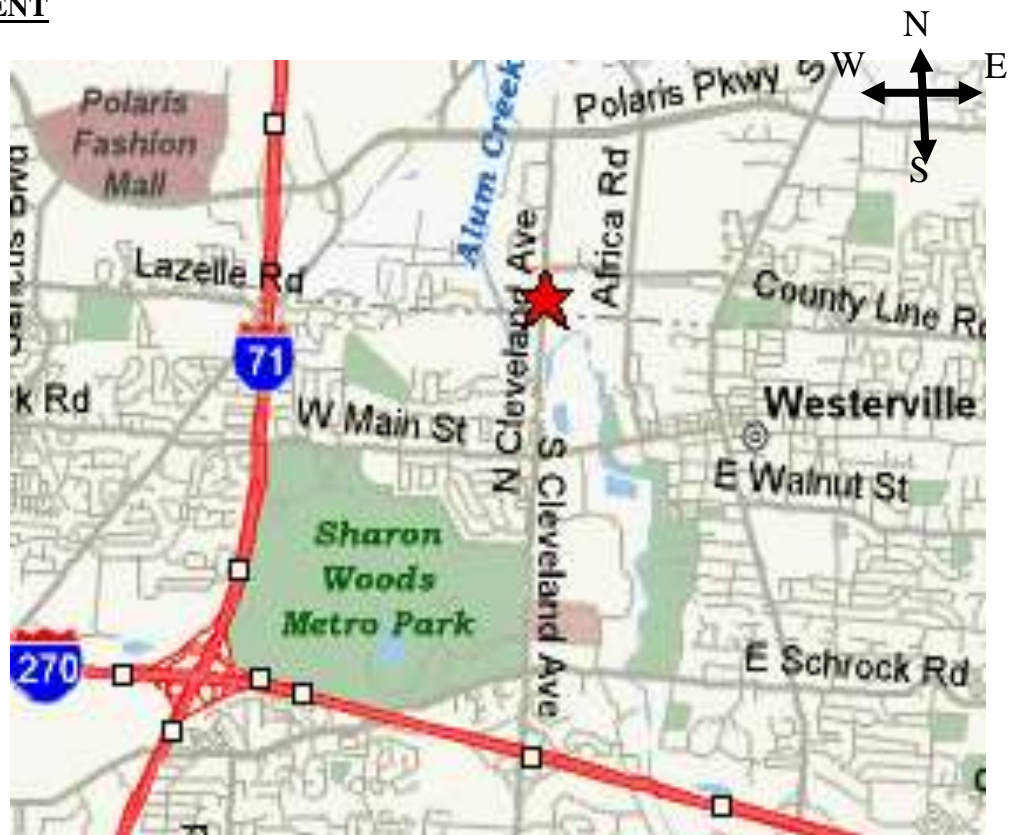 ENT
N
W
E
S
Polaris
Fashion
Mall
Polaris Pkwy
S
Alum Creek
N Cleveland Ave
Africa Rd
Lazelle Rd
County Line Rd
71
k Rd
W Main St
Westerville
S Cleveland Ave
E Walnut St
Sharon
Woods
Metro Park
270
E Schrock Rd